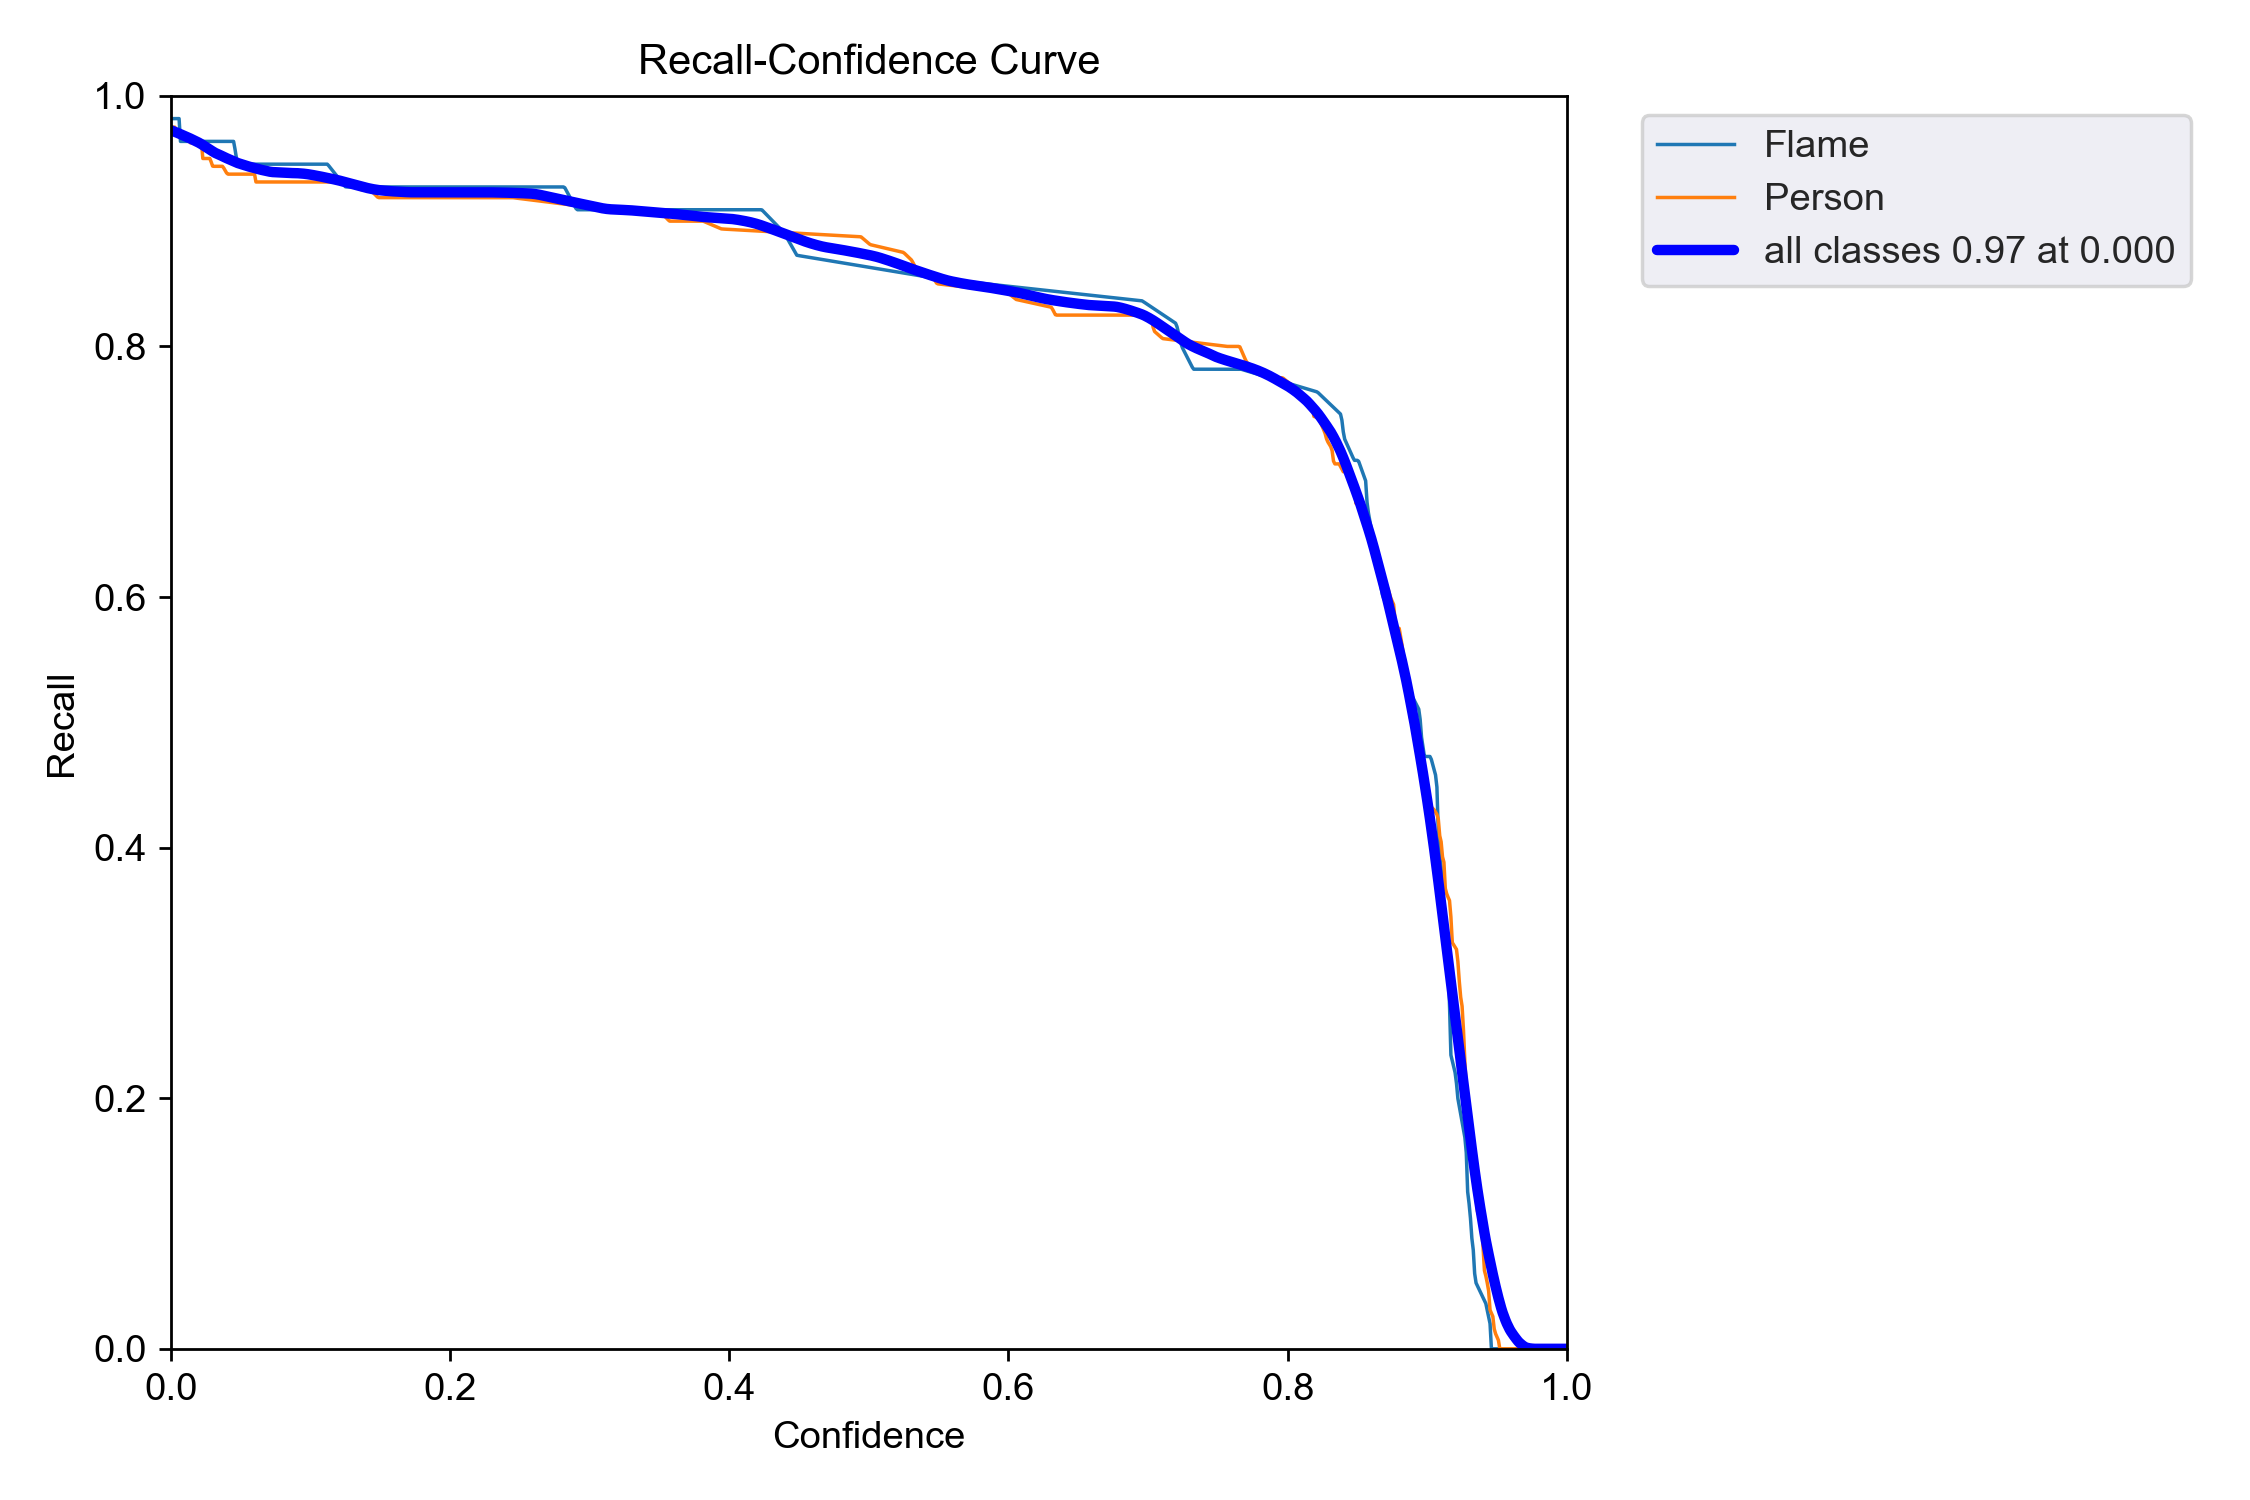 Recall-Confidence Curve
1.0
0.8
0.6
0.4
0.2
0.0
Recall
0.0 0.2 0.4 0.6 0.8 1.0
Confidence
Flame
Person
all classes 0.97 at 0.000